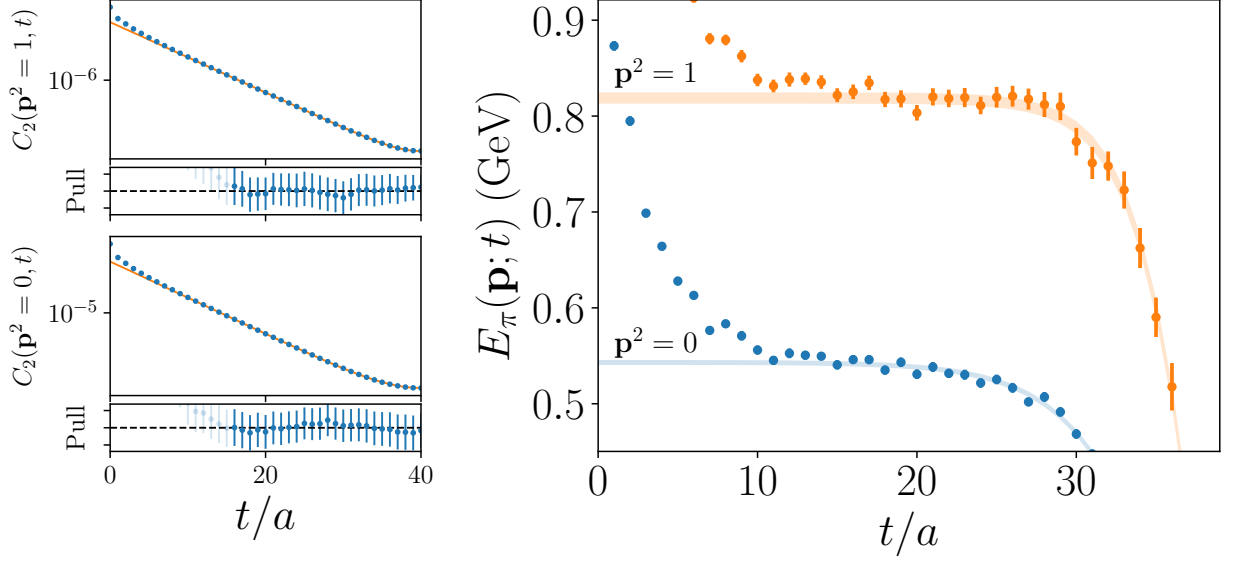 C₂(𝐩² = 1, t)
10⁻⁶
Pull
C₂(𝐩² = 0, t)
10⁻⁵
Pull
0 20 40
t/a
E_π(𝐩; t) (GeV)
0.9
0.8
0.7
0.6
0.5
𝐩² = 1
𝐩² = 0
0 10 20 30
t/a